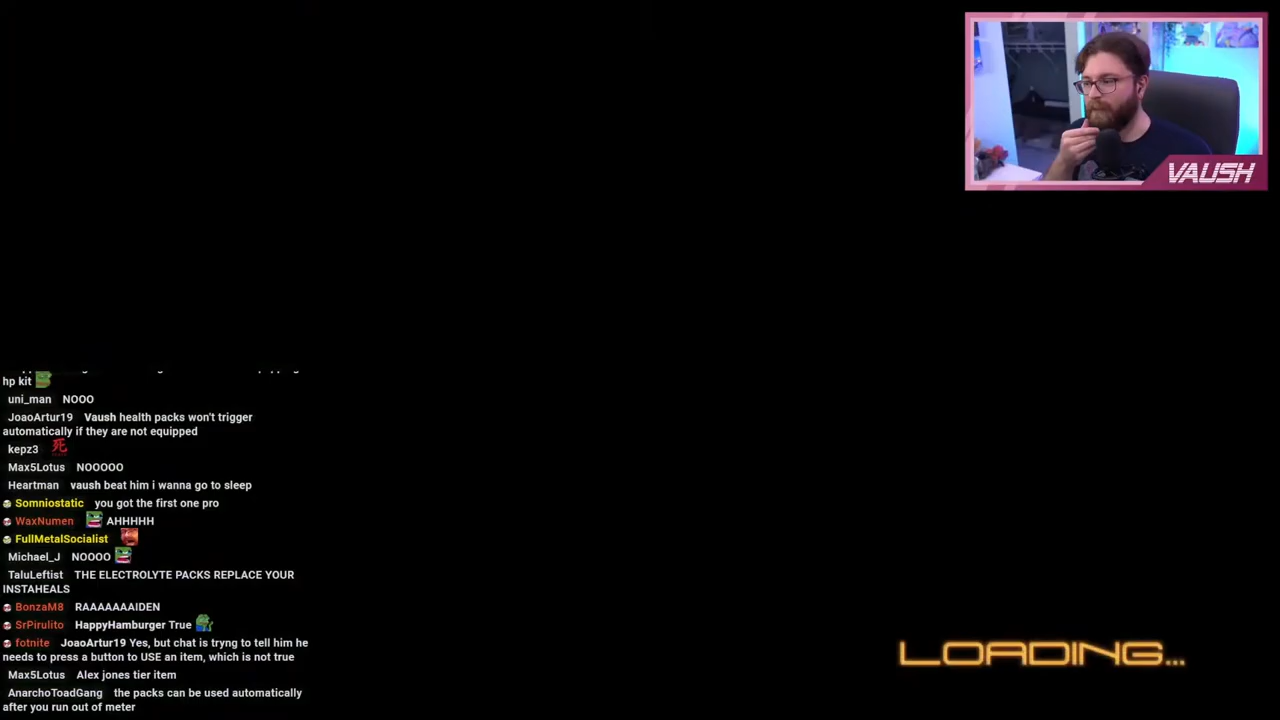 VAUSH
hp kit
uni_man NOOO
JoaoArtur19 Vaush health packs won't trigger
automatically if they are not equipped
kepz3 死
Max5Lotus NOOOOO
Heartman vaush beat him i wanna go to sleep
Somniostatic you got the first one pro
WaxNumen AHHHHH
FullMetalSocialist
Michael_J NOOOO
TaluLeftist THE ELECTROLYTE PACKS REPLACE YOUR
INSTAHEALS
BonzaM8 RAAAAAAAIDEN
SrPirulito HappyHamburger True
fotnite JoaoArtur19 Yes, but chat is tryng to tell him he
needs to press a button to USE an item, which is not true
Max5Lotus Alex jones tier item
AnarchoToadGang the packs can be used automatically
after you run out of meter
LOADING...